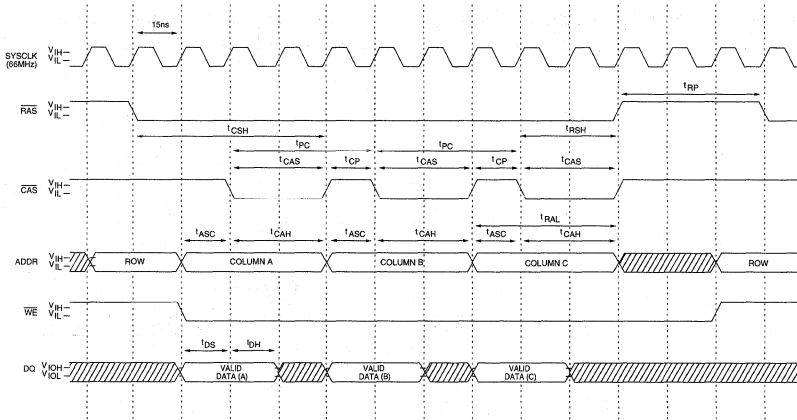 15ns
SYSCLK (66MHz) VIH VIL
RAS VIH VIL
tRP
tCSH tRSH
tPC tPC
tCAS tCP tCAS tCP tCAS
CAS VIH VIL
tRAL
tASC tCAH tASC tCAH tASC tCAH
ADDR VIH VIL ROW COLUMN A COLUMN B COLUMN C ROW
WE VIH VIL
tDS tDH
DQ VIOH VIOL VALID DATA (A) VALID DATA (B) VALID DATA (C)